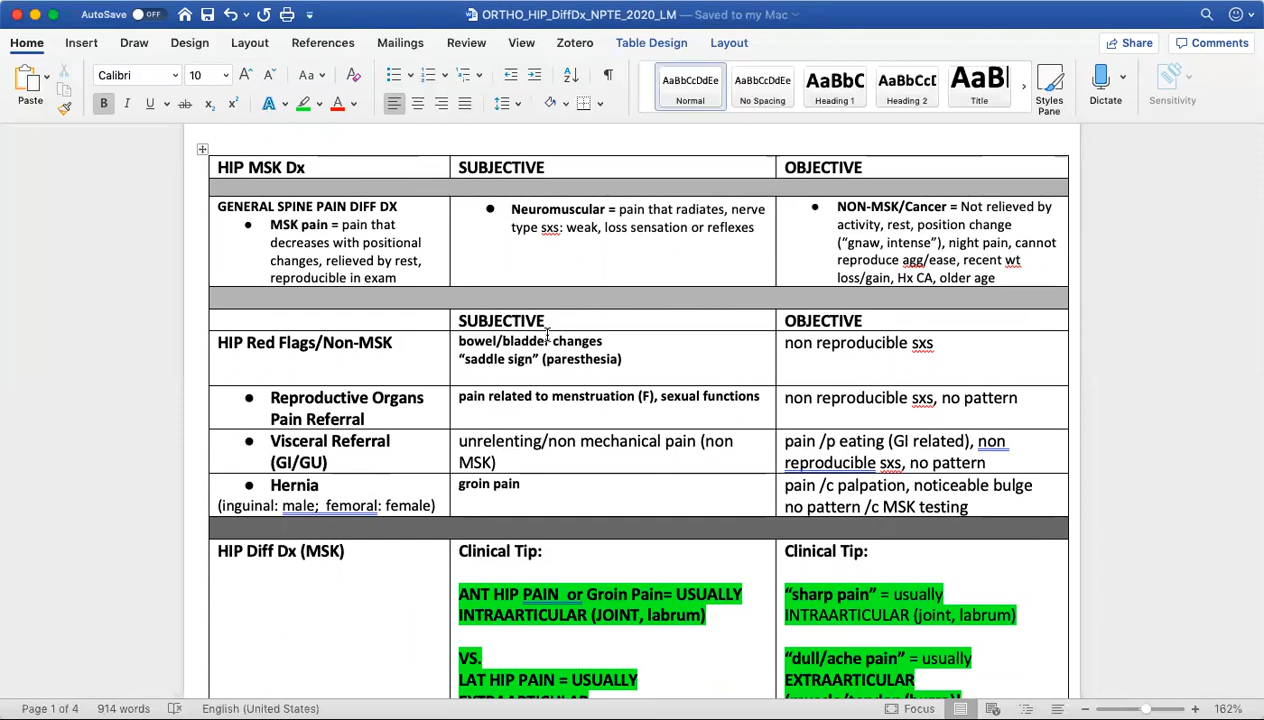 AutoSave OFF ORTHO_HIP_DiffDx_NPTE_2020_LM — Saved to my Mac
Home Insert Draw Design Layout References Mailings Review View Zotero Table Design Layout Share Comments
Paste Calibri 10 Normal No Spacing Heading 1 Heading 2 Title Styles Pane Dictate Sensitivity
HIP MSK Dx SUBJECTIVE OBJECTIVE
GENERAL SPINE PAIN DIFF DX
● MSK pain = pain that
decreases with positional
changes, relieved by rest,
reproducible in exam
● Neuromuscular = pain that radiates, nerve
type sxs: weak, loss sensation or reflexes
● NON-MSK/Cancer = Not relieved by
activity, rest, position change
(“gnaw, intense”), night pain, cannot
reproduce agg/ease, recent wt
loss/gain, Hx CA, older age
SUBJECTIVE OBJECTIVE
HIP Red Flags/Non-MSK
bowel/bladder changes
“saddle sign” (paresthesia)
non reproducible sxs
● Reproductive Organs
Pain Referral
pain related to menstruation (F), sexual functions
non reproducible sxs, no pattern
● Visceral Referral
(GI/GU)
unrelenting/non mechanical pain (non
MSK)
pain /p eating (GI related), non
reproducible sxs, no pattern
● Hernia
(inguinal: male; femoral: female)
groin pain
pain /c palpation, noticeable bulge
no pattern /c MSK testing
HIP Diff Dx (MSK)
Clinical Tip:
ANT HIP PAIN or Groin Pain= USUALLY
INTRAARTICULAR (JOINT, labrum)
VS.
LAT HIP PAIN = USUALLY
EXTRAARTICULAR
Clinical Tip:
“sharp pain” = usually
INTRAARTICULAR (joint, labrum)
“dull/ache pain” = usually
EXTRAARTICULAR
Page 1 of 4 914 words English (United States) Focus 162%